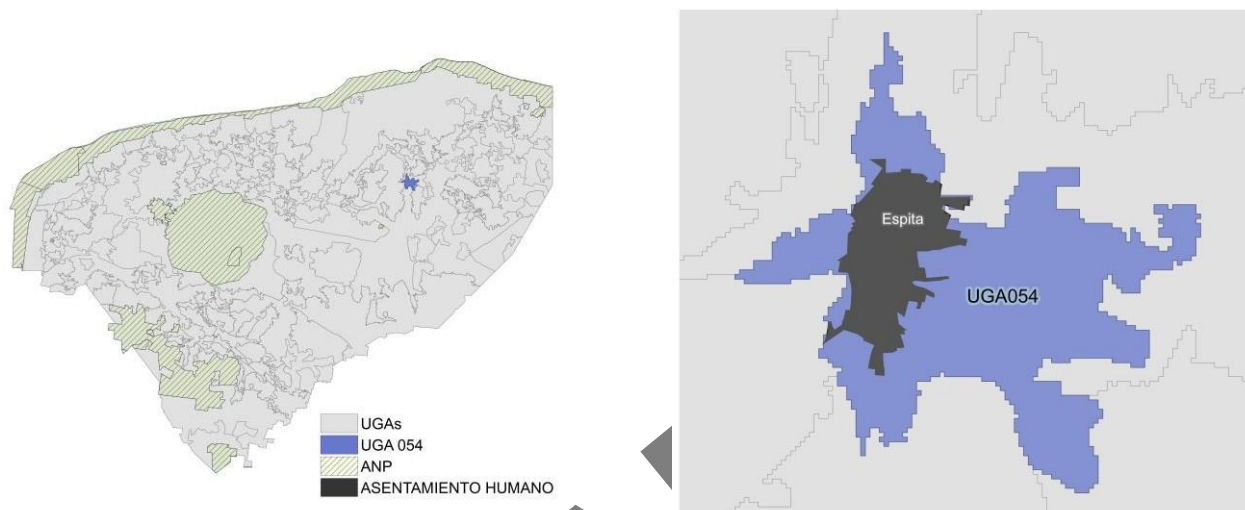 UGAs
UGA 054
ANP
ASENTAMIENTO HUMANO
Espita
UGA054